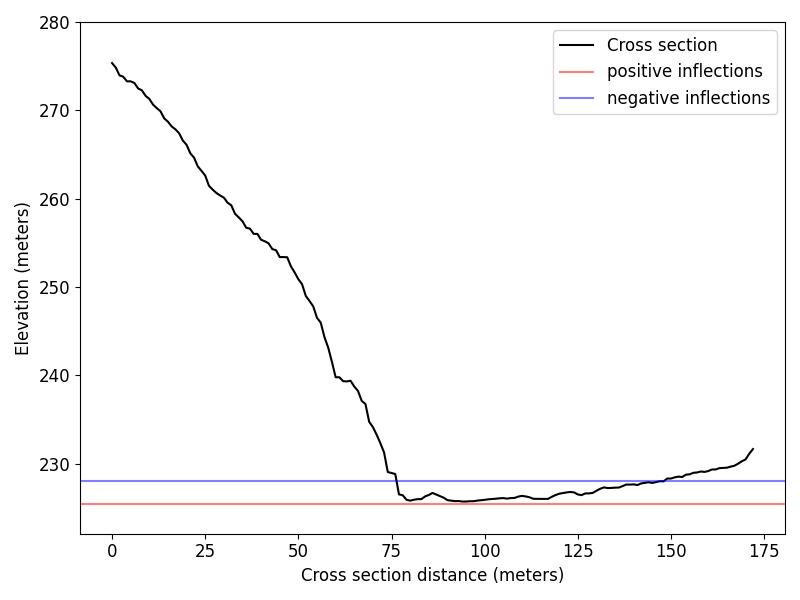 280
270
260
250
240
230
0 25 50 75 100 125 150 175
Elevation (meters)
Cross section distance (meters)
Cross section
positive inflections
negative inflections